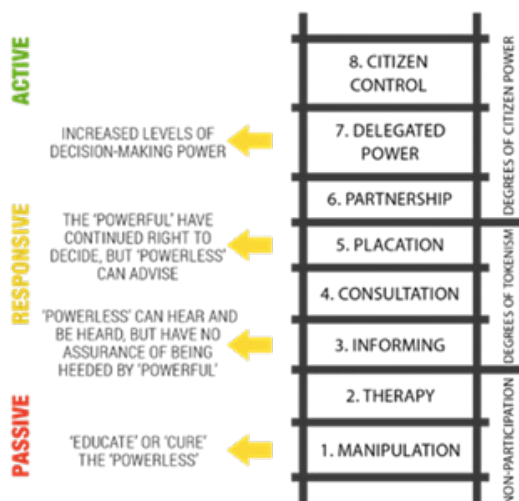 ACTIVE
RESPONSIVE
PASSIVE
INCREASED LEVELS OF
DECISION-MAKING POWER
THE 'POWERFUL' HAVE
CONTINUED RIGHT TO
DECIDE, BUT 'POWERLESS'
CAN ADVISE
'POWERLESS' CAN HEAR AND
BE HEARD, BUT HAVE NO
ASSURANCE OF BEING
HEEDED BY 'POWERFUL'
'EDUCATE' OR 'CURE'
THE 'POWERLESS'
8. CITIZEN
CONTROL
7. DELEGATED
POWER
6. PARTNERSHIP
5. PLACATION
4. CONSULTATION
3. INFORMING
2. THERAPY
1. MANIPULATION
DEGREES OF CITIZEN POWER
DEGREES OF TOKENISM
NON-PARTICIPATION